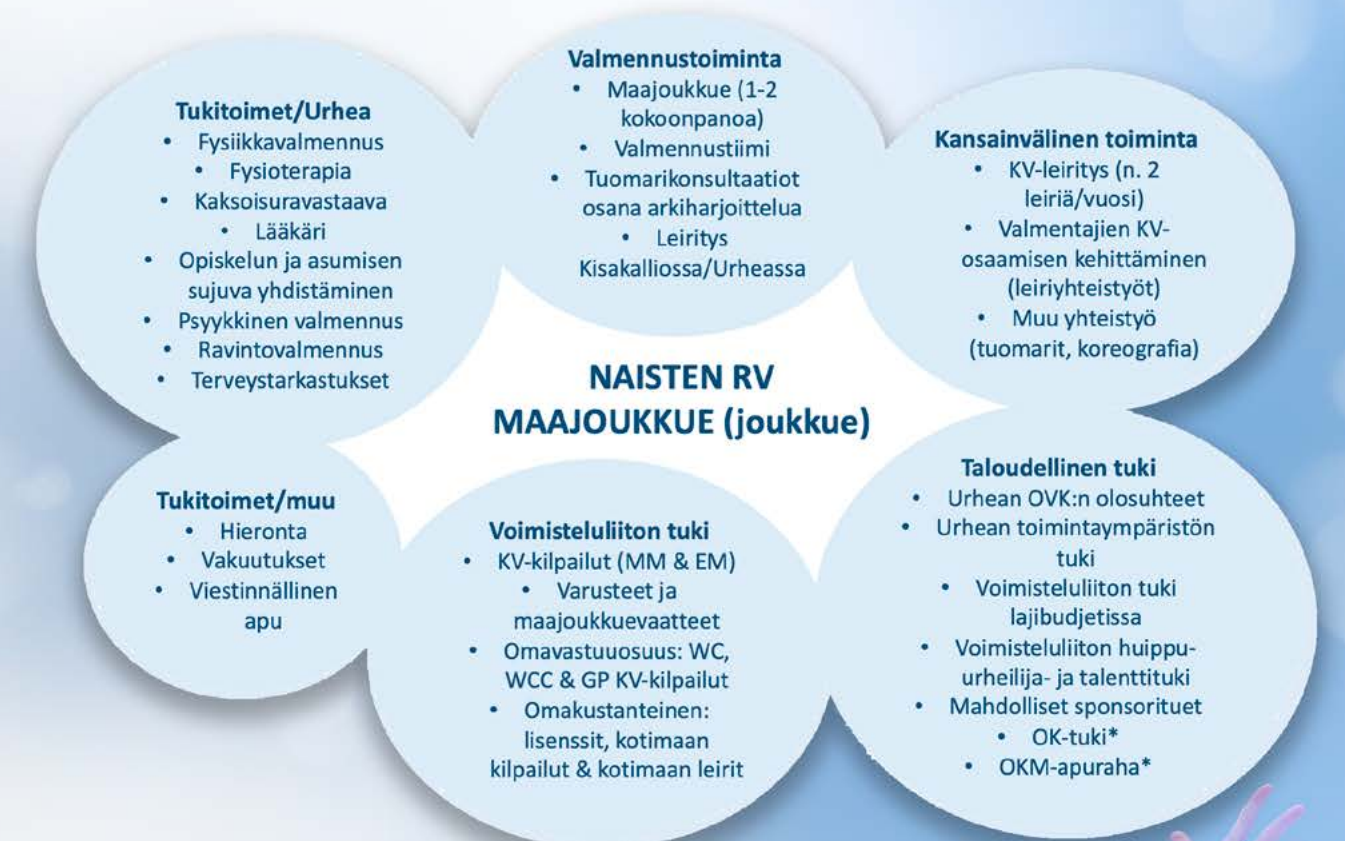 Tukitoimet/Urhea
• Fysiikkavalmennus
• Fysioterapia
• Kaksoisuravastaava
• Lääkäri
• Opiskelun ja asumisen
sujuva yhdistäminen
• Psyykkinen valmennus
• Ravintovalmennus
• Terveystarkastukset
Valmennustoiminta
• Maajoukkue (1-2
kokoonpanoa)
• Valmennustiimi
• Tuomarikonsultaatiot
osana arkiharjoittelua
• Leiritys
Kisakalliossa/Urheassa
Kansainvälinen toiminta
• KV-leiritys (n. 2
leiriä/vuosi)
• Valmentajien KV-
osaamisen kehittäminen
(leiriyhteistyöt)
• Muu yhteistyö
(tuomarit, koreografia)
NAISTEN RV
MAAJOUKKUE (joukkue)
Tukitoimet/muu
• Hieronta
• Vakuutukset
• Viestinnällinen
apu
Voimisteluliiton tuki
• KV-kilpailut (MM & EM)
• Varusteet ja
maajoukkuevaatteet
• Omavastuuosuus: WC,
WCC & GP KV-kilpailut
• Omakustanteinen:
lisenssit, kotimaan
kilpailut & kotimaan leirit
Taloudellinen tuki
• Urhean OVK:n olosuhteet
• Urhean toimintaympäristön
tuki
• Voimisteluliiton tuki
lajibudjetissa
• Voimisteluliiton huippu-
urheilija- ja talenttituki
• Mahdolliset sponsorituet
• OK-tuki*
• OKM-apuraha*